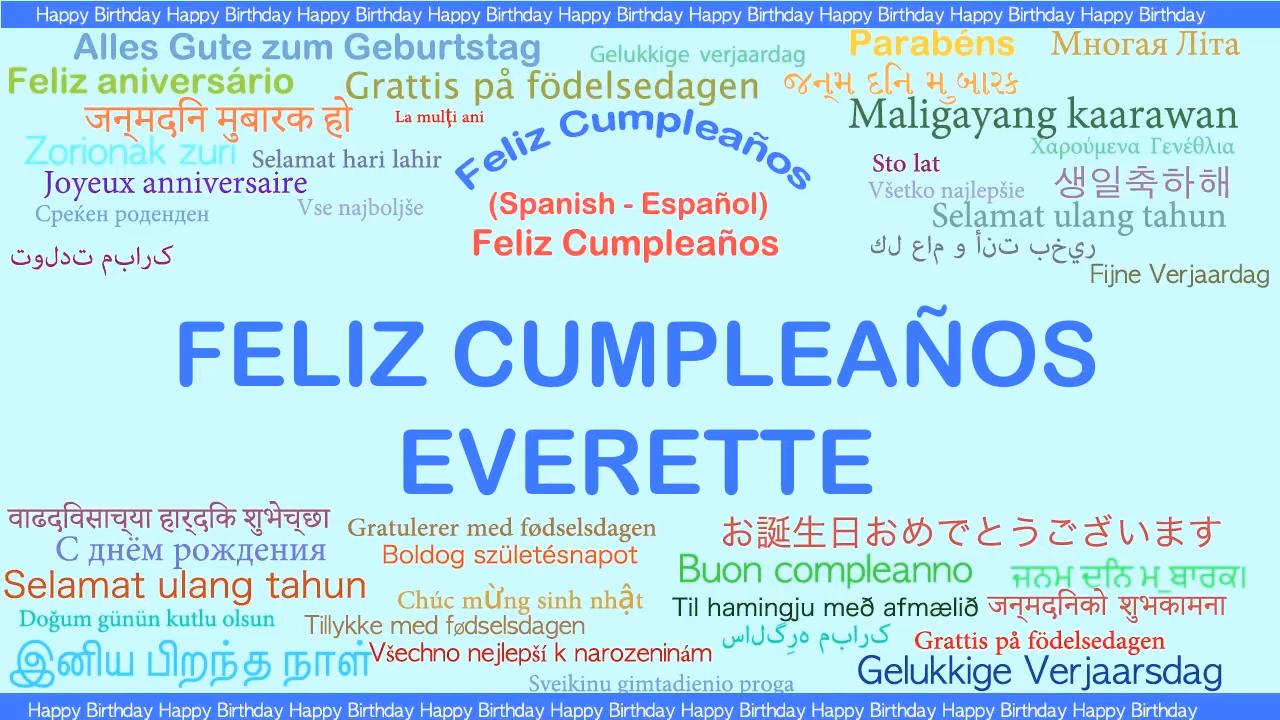 Happy Birthday Happy Birthday Happy Birthday Happy Birthday Happy Birthday Happy Birthday Happy Birthday Happy Birthday Happy Birthday
Alles Gute zum Geburtstag
Gelukkige verjaardag
Parabéns
Многая Літа
Feliz aniversário
Grattis på födelsedagen
જન્મ દિન મુબારક
जन्मदिन मुबारक हो
La mulţi ani
Feliz Cumpleaños
Maligayang kaarawan
Zorionak zuri
Selamat hari lahir
Sto lat
Χαρούμενα Γενέθλια
Joyeux anniversaire
(Spanish - Español)
Všetko najlepšie
생일축하해
Срeќен роденден
Vse najboljše
Feliz Cumpleaños
Selamat ulang tahun
تولدت مبارک
كل عام و أنت بخير
Fijne Verjaardag
FELIZ CUMPLEAÑOS
EVERETTE
वाढदिवसाच्या हार्दिक शुभेच्छा
Gratulerer med fødselsdagen
お誕生日おめでとうございます
С днём рождения
Boldog születésnapot
Buon compleanno
ਜਨਮ ਦਿਨ ਮੁਬਾਰਕ।
Selamat ulang tahun
Chúc mừng sinh nhật
Til hamingju með afmælið
जन्मदिनको शुभकामना
Doğum günün kutlu olsun
Tillykke med fødselsdagen
سالگرہ مبارک
Grattis på födelsedagen
இனிய பிறந்த நாள்
Všechno nejlepší k narozeninám
Gelukkige Verjaarsdag
Sveikinu gimtadienio proga
Happy Birthday Happy Birthday Happy Birthday Happy Birthday Happy Birthday Happy Birthday Happy Birthday Happy Birthday Happy Birthday